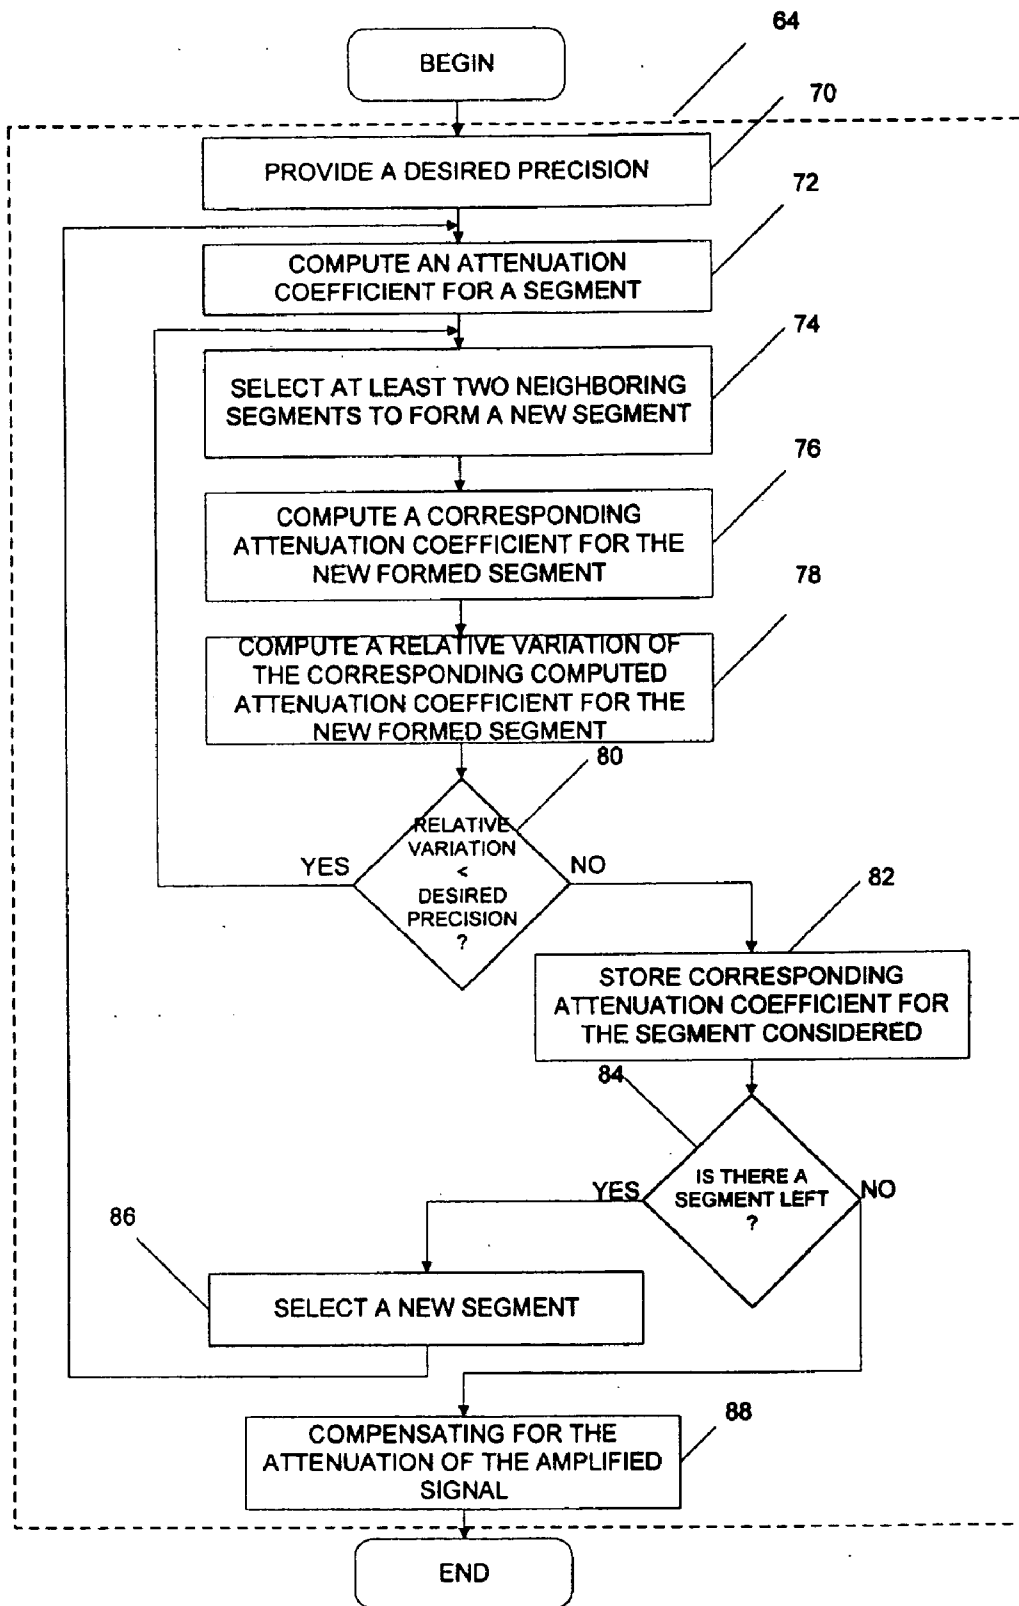 64
BEGIN
70
PROVIDE A DESIRED PRECISION
72
COMPUTE AN ATTENUATION
COEFFICIENT FOR A SEGMENT
74
SELECT AT LEAST TWO NEIGHBORING
SEGMENTS TO FORM A NEW SEGMENT
76
COMPUTE A CORRESPONDING
ATTENUATION COEFFICIENT FOR THE
NEW FORMED SEGMENT
78
COMPUTE A RELATIVE VARIATION OF
THE CORRESPONDING COMPUTED
ATTENUATION COEFFICIENT FOR THE
NEW FORMED SEGMENT
80
RELATIVE
VARIATION
<
DESIRED
PRECISION
?
YES
NO
82
STORE CORRESPONDING
ATTENUATION COEFFICIENT FOR
THE SEGMENT CONSIDERED
84
IS THERE A
SEGMENT LEFT
?
YES
NO
86
SELECT A NEW SEGMENT
88
COMPENSATING FOR THE
ATTENUATION OF THE AMPLIFIED
SIGNAL
END